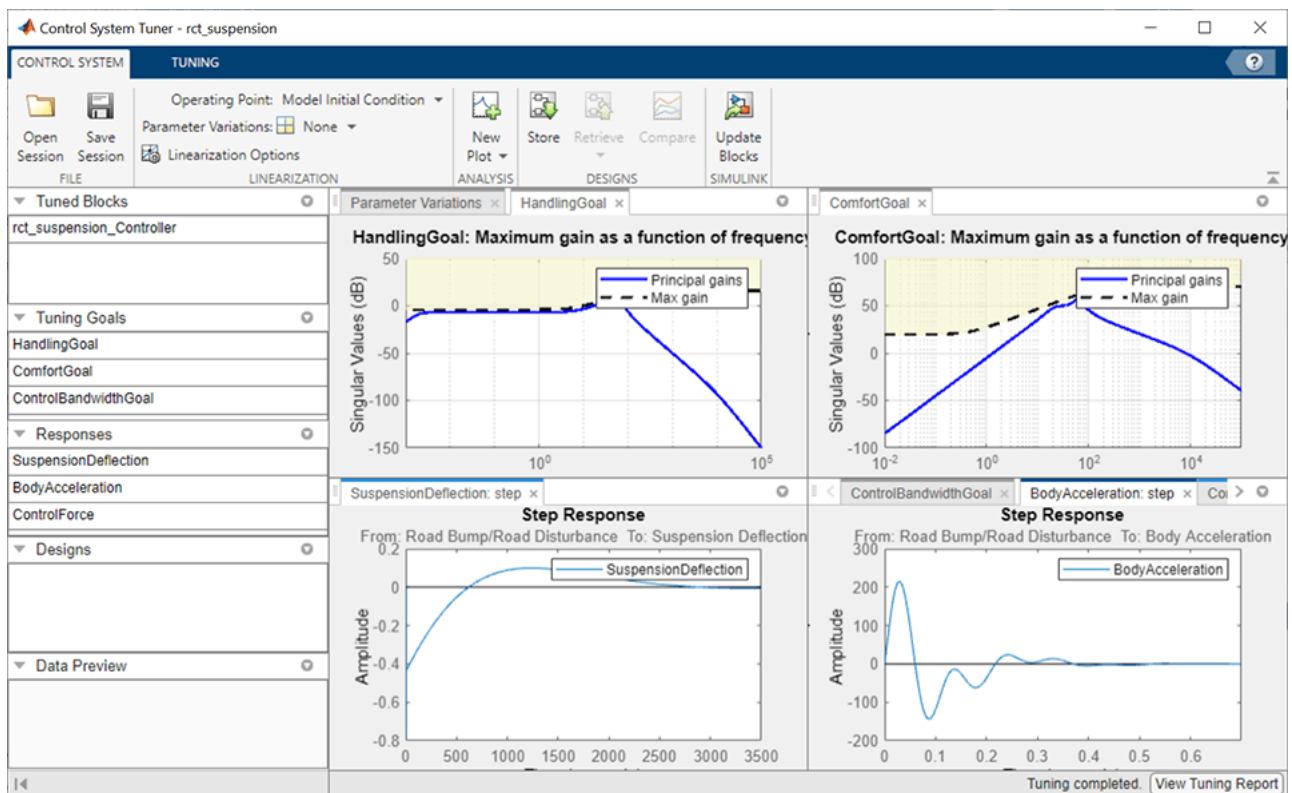 Control System Tuner - rct_suspension
CONTROL SYSTEM TUNING
?
Operating Point: Model Initial Condition
Parameter Variations: None
Linearization Options
Open Session
Save Session
New Plot
Store
Retrieve
Compare
Update Blocks
FILE
LINEARIZATION
ANALYSIS
DESIGNS
SIMULINK
Tuned Blocks
rct_suspension_Controller
Tuning Goals
HandlingGoal
ComfortGoal
ControlBandwidthGoal
Responses
SuspensionDeflection
BodyAcceleration
ControlForce
Designs
Data Preview
Parameter Variations × HandlingGoal ×
HandlingGoal: Maximum gain as a function of frequency
Singular Values (dB)
50
0
-50
-100
-150
10^0 10^5
Principal gains
Max gain
ComfortGoal ×
ComfortGoal: Maximum gain as a function of frequency
Singular Values (dB)
100
50
0
-50
-100
10^-2 10^0 10^2 10^4
Principal gains
Max gain
SuspensionDeflection: step ×
Step Response
From: Road Bump/Road Disturbance To: Suspension Deflection
Amplitude
0.2
0
-0.2
-0.4
-0.6
-0.8
0 500 1000 1500 2000 2500 3000 3500
SuspensionDeflection
ControlBandwidthGoal × BodyAcceleration: step ×
Step Response
From: Road Bump/Road Disturbance To: Body Acceleration
Amplitude
300
200
100
0
-100
-200
0 0.1 0.2 0.3 0.4 0.5 0.6
BodyAcceleration
Tuning completed. View Tuning Report